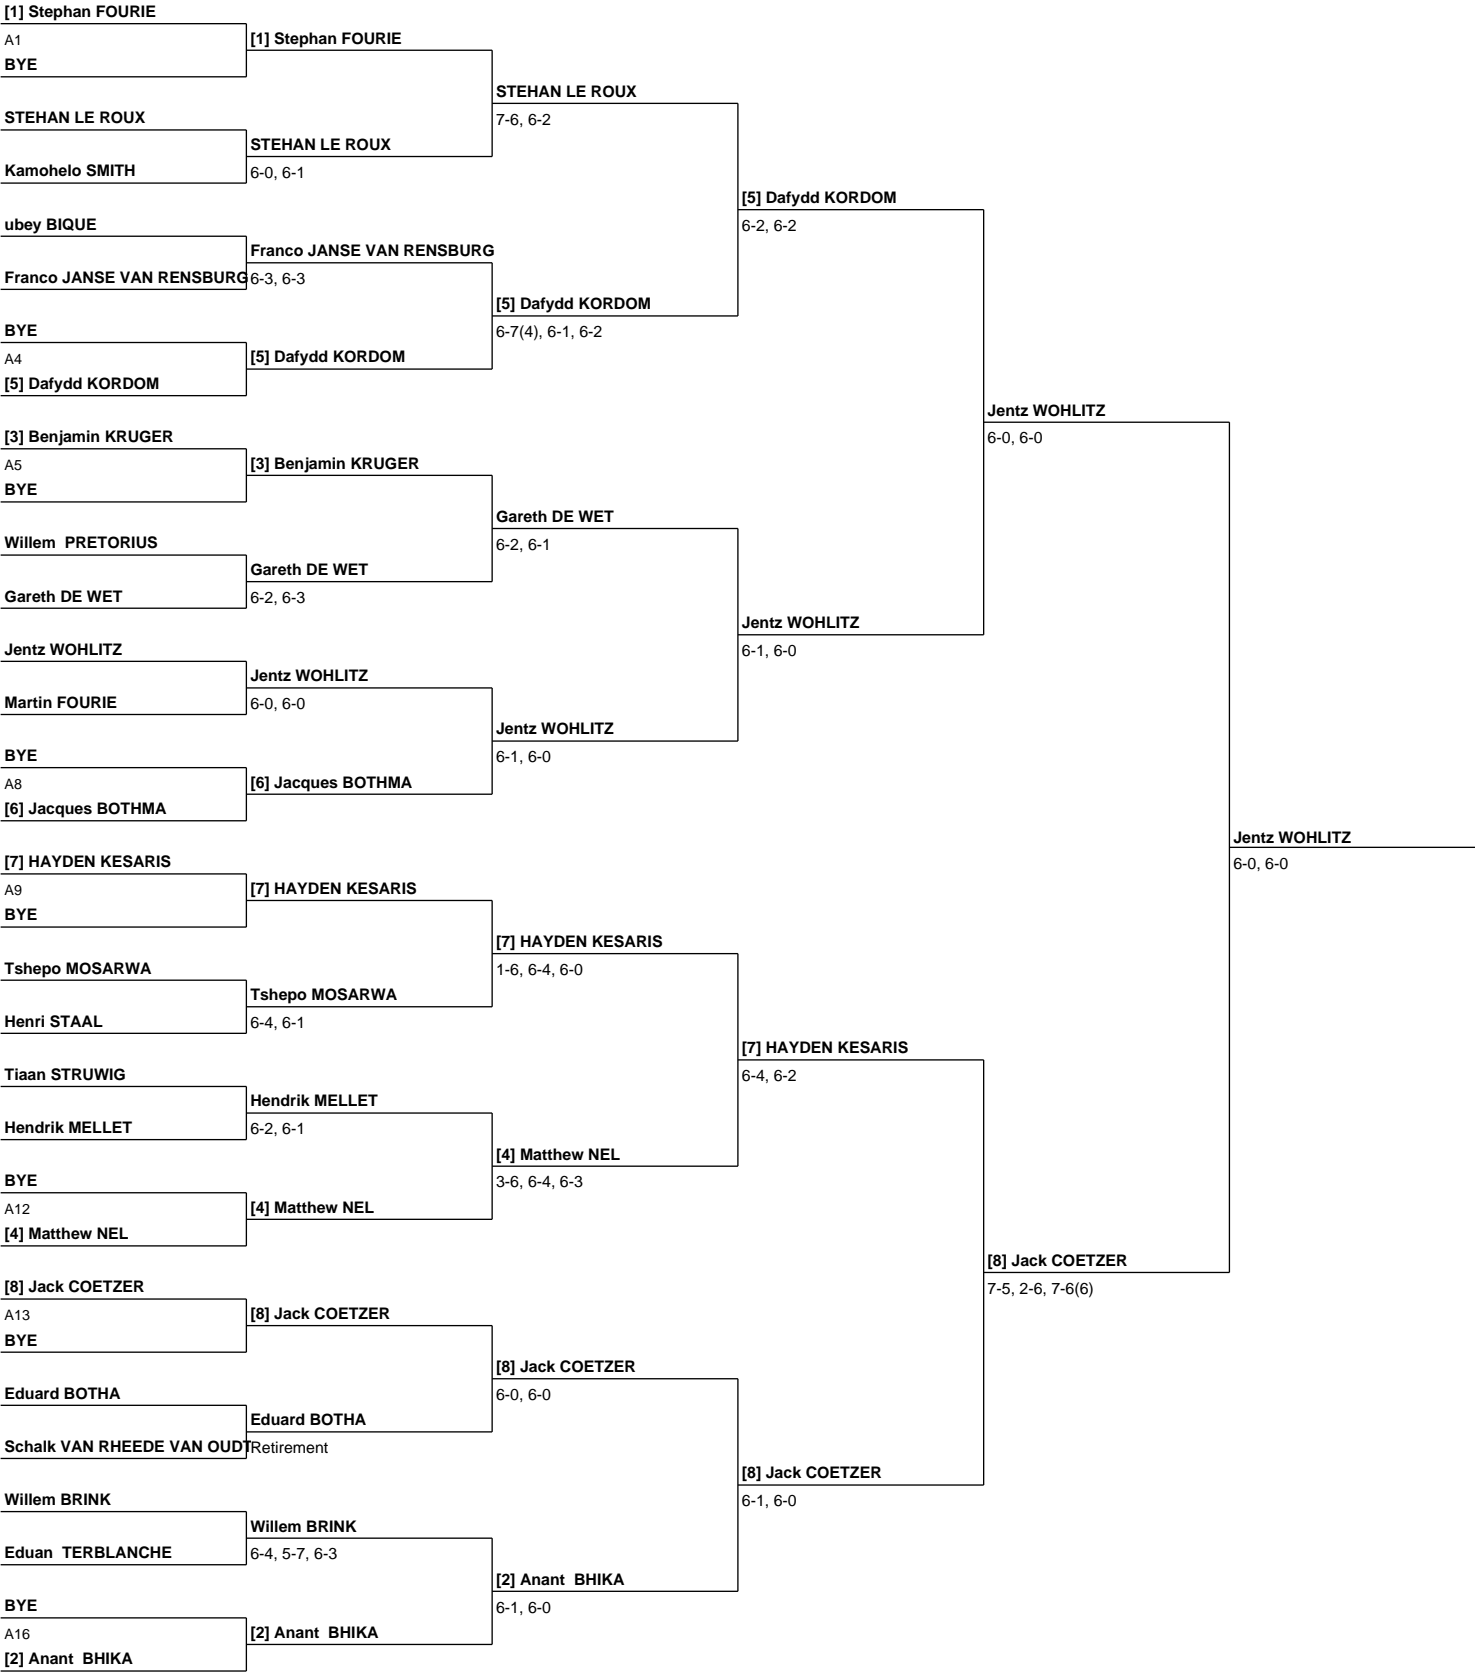 [1] Stephan FOURIE
A1
BYE
STEHAN LE ROUX
Kamohelo SMITH
ubey BIQUE
Franco JANSE VAN RENSBURG
BYE
A4
[5] Dafydd KORDOM
[3] Benjamin KRUGER
A5
BYE
Willem  PRETORIUS
Gareth DE WET
Jentz WOHLITZ
Martin FOURIE
BYE
A8
[6] Jacques BOTHMA
[7] HAYDEN KESARIS
A9
BYE
Tshepo MOSARWA
Henri STAAL
Tiaan STRUWIG
Hendrik MELLET
BYE
A12
[4] Matthew NEL
[8] Jack COETZER
A13
BYE
Eduard BOTHA
Schalk VAN RHEEDE VAN OUDT
Willem BRINK
Eduan  TERBLANCHE
BYE
A16
[2] Anant  BHIKA
[1] Stephan FOURIE
STEHAN LE ROUX
6-0, 6-1
Franco JANSE VAN RENSBURG
6-3, 6-3
[5] Dafydd KORDOM
[3] Benjamin KRUGER
Gareth DE WET
6-2, 6-3
Jentz WOHLITZ
6-0, 6-0
[6] Jacques BOTHMA
[7] HAYDEN KESARIS
Tshepo MOSARWA
6-4, 6-1
Hendrik MELLET
6-2, 6-1
[4] Matthew NEL
[8] Jack COETZER
Eduard BOTHA
Retirement
Willem BRINK
6-4, 5-7, 6-3
[2] Anant  BHIKA
STEHAN LE ROUX
7-6, 6-2
[5] Dafydd KORDOM
6-7(4), 6-1, 6-2
Gareth DE WET
6-2, 6-1
Jentz WOHLITZ
6-1, 6-0
[7] HAYDEN KESARIS
1-6, 6-4, 6-0
[4] Matthew NEL
3-6, 6-4, 6-3
[8] Jack COETZER
6-0, 6-0
[2] Anant  BHIKA
6-1, 6-0
[5] Dafydd KORDOM
6-2, 6-2
Jentz WOHLITZ
6-1, 6-0
[7] HAYDEN KESARIS
6-4, 6-2
[8] Jack COETZER
6-1, 6-0
Jentz WOHLITZ
6-0, 6-0
[8] Jack COETZER
7-5, 2-6, 7-6(6)
Jentz WOHLITZ
6-0, 6-0